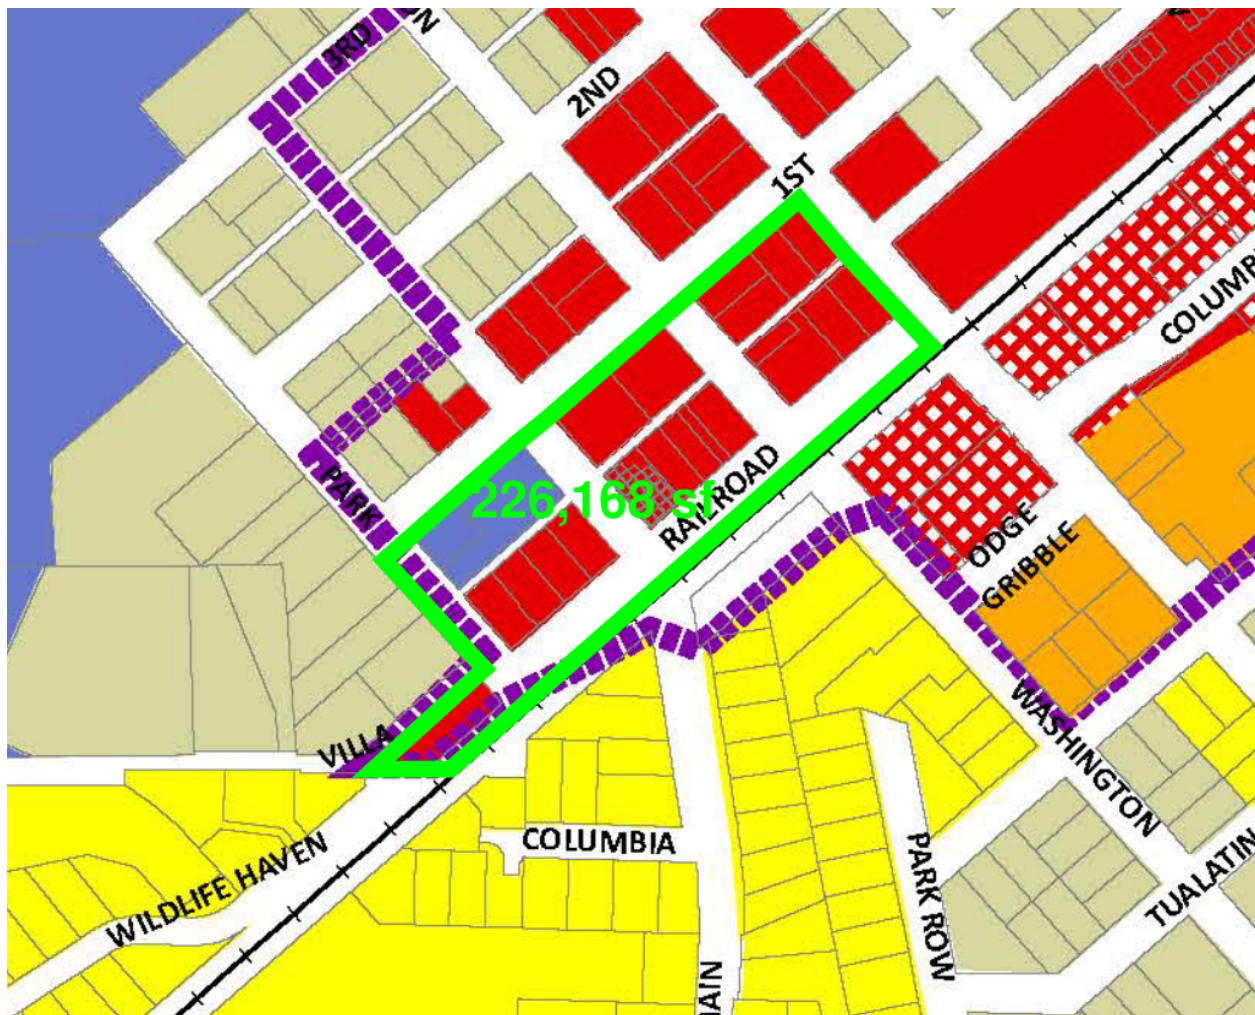 3RD
2ND
1ST
COLUMB
PARK
226,168 sf
RAILROAD
ODGE
GRIBBLE
VILLA
WASHINGTON
COLUMBIA
WILDLIFE HAVEN
PARK ROW
TUALATIN
MAIN